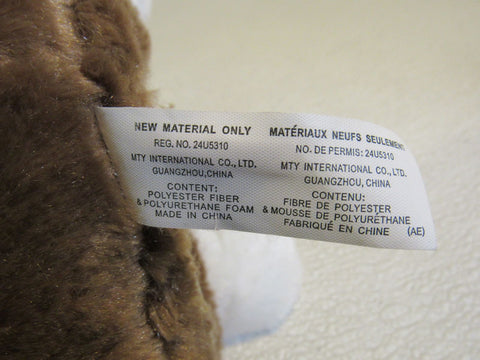 NEW MATERIAL ONLY
REG. NO. 24U5310
MTY INTERNATIONAL CO., LTD.
GUANGZHOU,CHINA
CONTENT:
POLYESTER FIBER
& POLYURETHANE FOAM
MADE IN CHINA
MATÉRIAUX NEUFS SEULEMENT
NO. DE PERMIS: 24U5310
MTY INTERNATIONAL CO., LTD.
GUANGZHOU, CHINA
CONTENU:
FIBRE DE POLYESTER
& MOUSSE DE POLYURÉTHANE
FABRIQUÉ EN CHINE (AE)